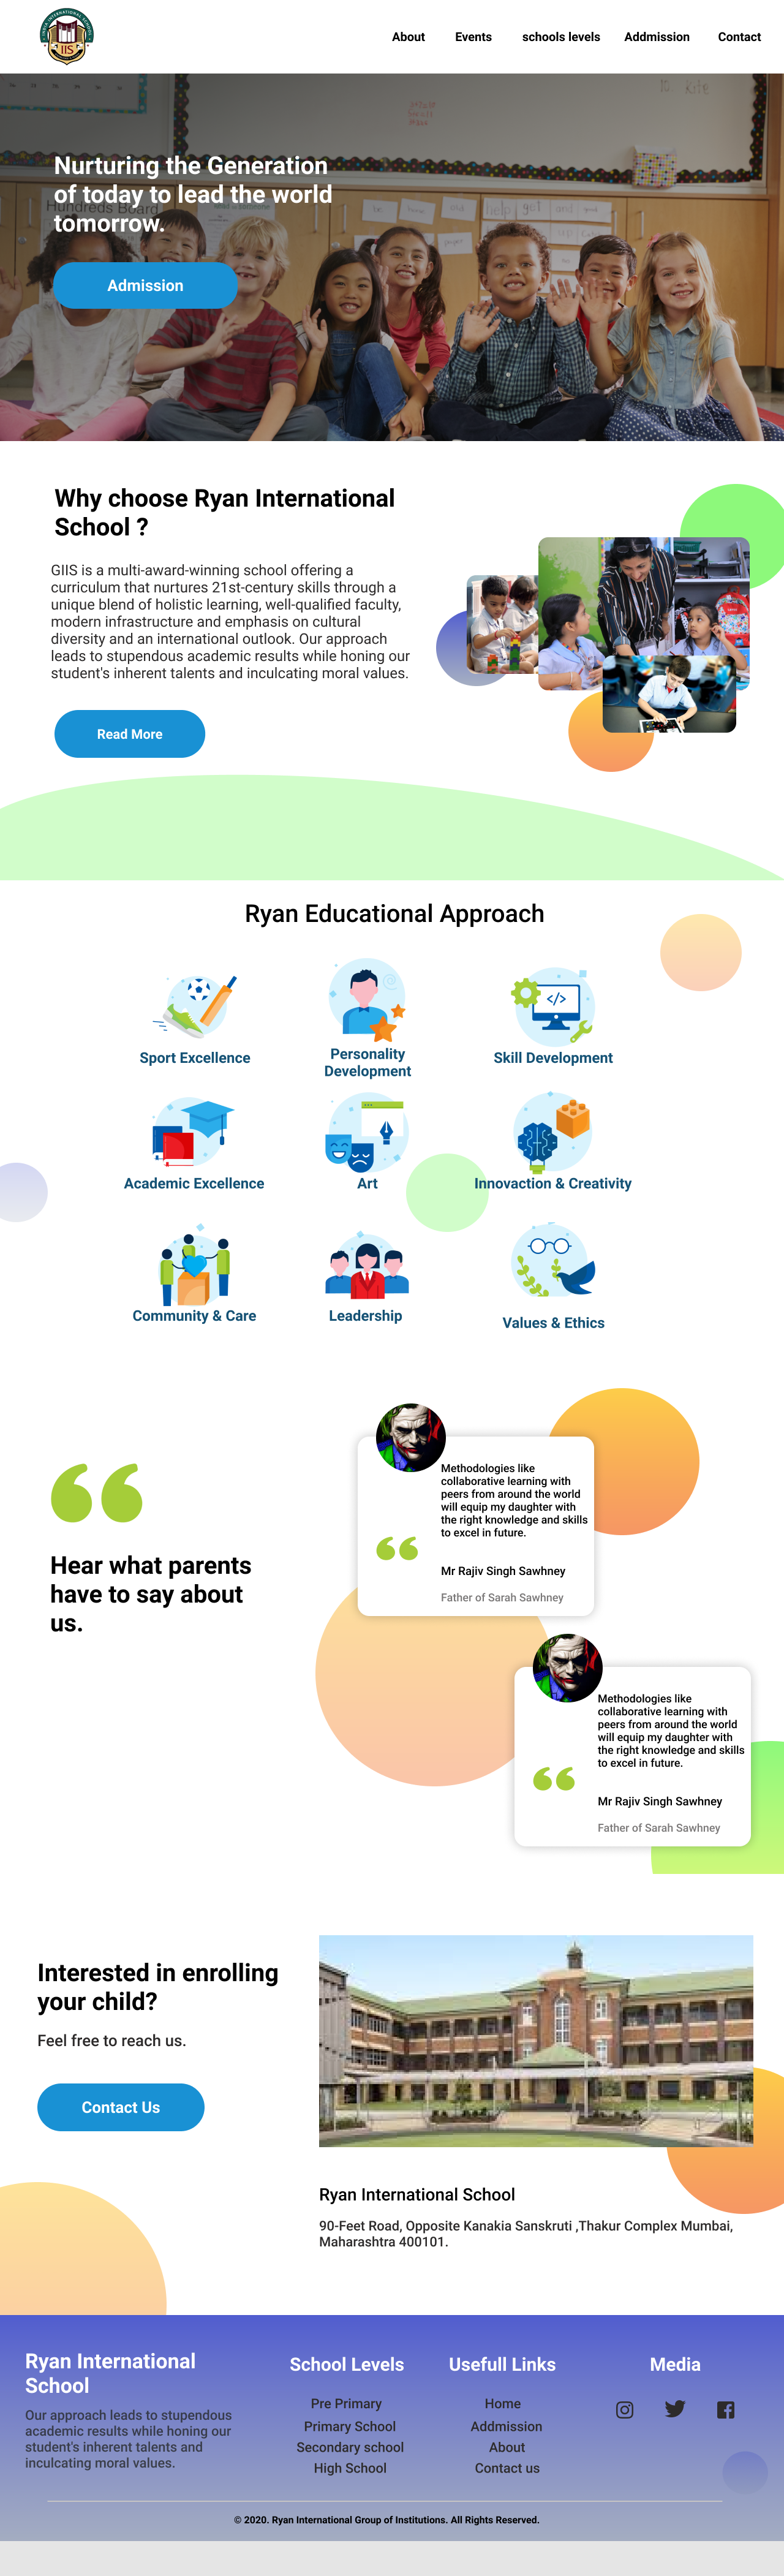 IIS
About Events schools levels Addmission Contact
Nurturing the Generation
of today to lead the world
tomorrow.
Hundreds Board
Kite
help get and
Admission
Why choose Ryan International
School ?
GIIS is a multi-award-winning school offering a
curriculum that nurtures 21st-century skills through a
unique blend of holistic learning, well-qualified faculty,
modern infrastructure and emphasis on cultural
diversity and an international outlook. Our approach
leads to stupendous academic results while honing our
student's inherent talents and inculcating moral values.
Read More
Ryan Educational Approach
</>
Sport Excellence
Personality
Development
Skill Development
Academic Excellence
Art
Innovaction & Creativity
Community & Care
Leadership
Values & Ethics
Hear what parents
have to say about
us.
Methodologies like
collaborative learning with
peers from around the world
will equip my daughter with
the right knowledge and skills
to excel in future.
Mr Rajiv Singh Sawhney
Father of Sarah Sawhney
Methodologies like
collaborative learning with
peers from around the world
will equip my daughter with
the right knowledge and skills
to excel in future.
Mr Rajiv Singh Sawhney
Father of Sarah Sawhney
Interested in enrolling
your child?
Feel free to reach us.
Contact Us
Ryan International School
90-Feet Road, Opposite Kanakia Sanskruti ,Thakur Complex Mumbai,
Maharashtra 400101.
Ryan International
School
Our approach leads to stupendous
academic results while honing our
student's inherent talents and
inculcating moral values.
School Levels
Pre Primary
Primary School
Secondary school
High School
Usefull Links
Home
Addmission
About
Contact us
Media
© 2020. Ryan International Group of Institutions. All Rights Reserved.